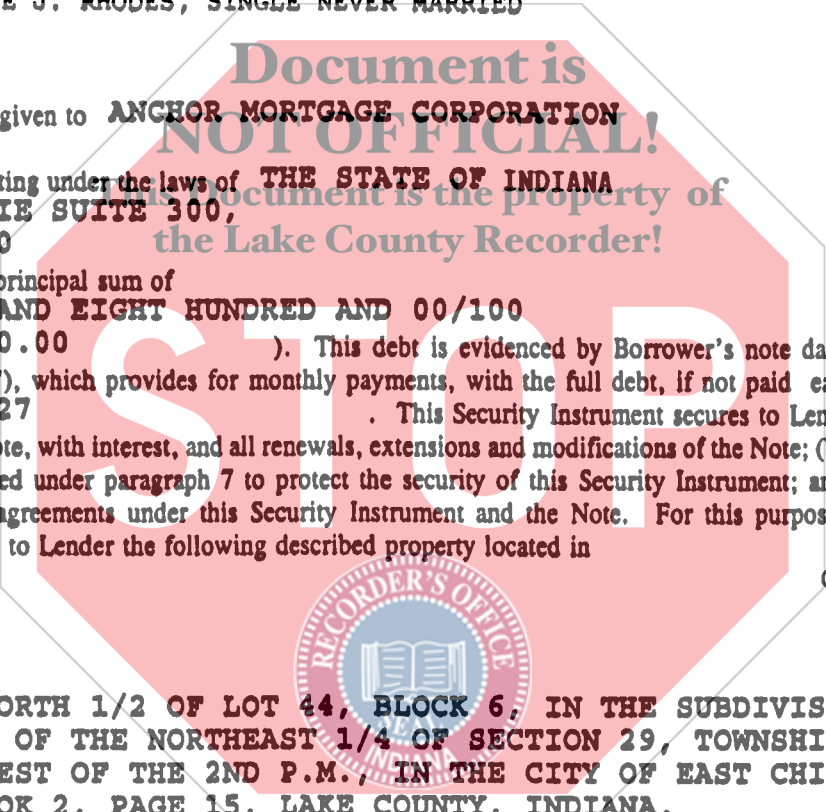 E J. RHODES, SINGLE NEVER MARRIED
Document is
given to ANCHOR MORTGAGE CORPORATION
NOT OFFICIAL!
ting under the laws of THE STATE OF INDIANA
This Document is the property of
IE SUITE 300,
the Lake County Recorder!
0
principal sum of
AND EIGHT HUNDRED AND 00/100
0.00 ). This debt is evidenced by Borrower's note da
"), which provides for monthly payments, with the full debt, if not paid ea
27 . This Security Instrument secures to Len
ote, with interest, and all renewals, extensions and modifications of the Note; (
ed under paragraph 7 to protect the security of this Security Instrument; an
agreements under this Security Instrument and the Note. For this purpos
to Lender the following described property located in
STOP
RECORDER'S OFFICE
SEAL
INDIANA
ORTH 1/2 OF LOT 44, BLOCK 6, IN THE SUBDIVIS
OF THE NORTHEAST 1/4 OF SECTION 29, TOWNSHI
EST OF THE 2ND P.M., IN THE CITY OF EAST CHI
OK 2, PAGE 15, LAKE COUNTY, INDIANA.